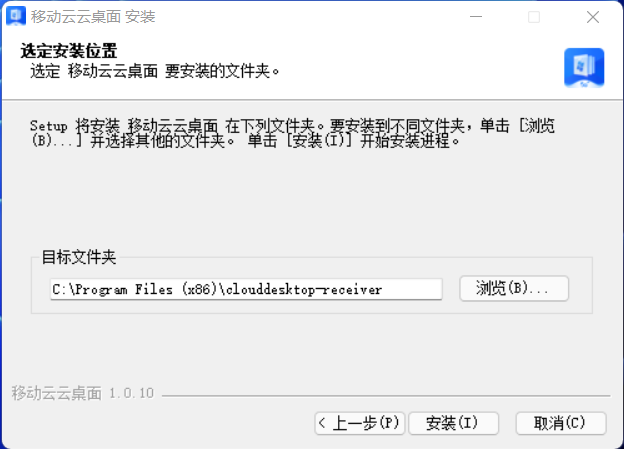 移动云云桌面 安装
选定安装位置
选定 移动云云桌面 要安装的文件夹。
Setup 将安装 移动云云桌面 在下列文件夹。要安装到不同文件夹，单击 [浏览
(B)...] 并选择其他的文件夹。 单击 [安装(I)] 开始安装进程。
目标文件夹
C:\Program Files (x86)\clouddesktop-receiver
浏览(B)...
移动云云桌面 1.0.10
< 上一步(P)
安装(I)
取消(C)